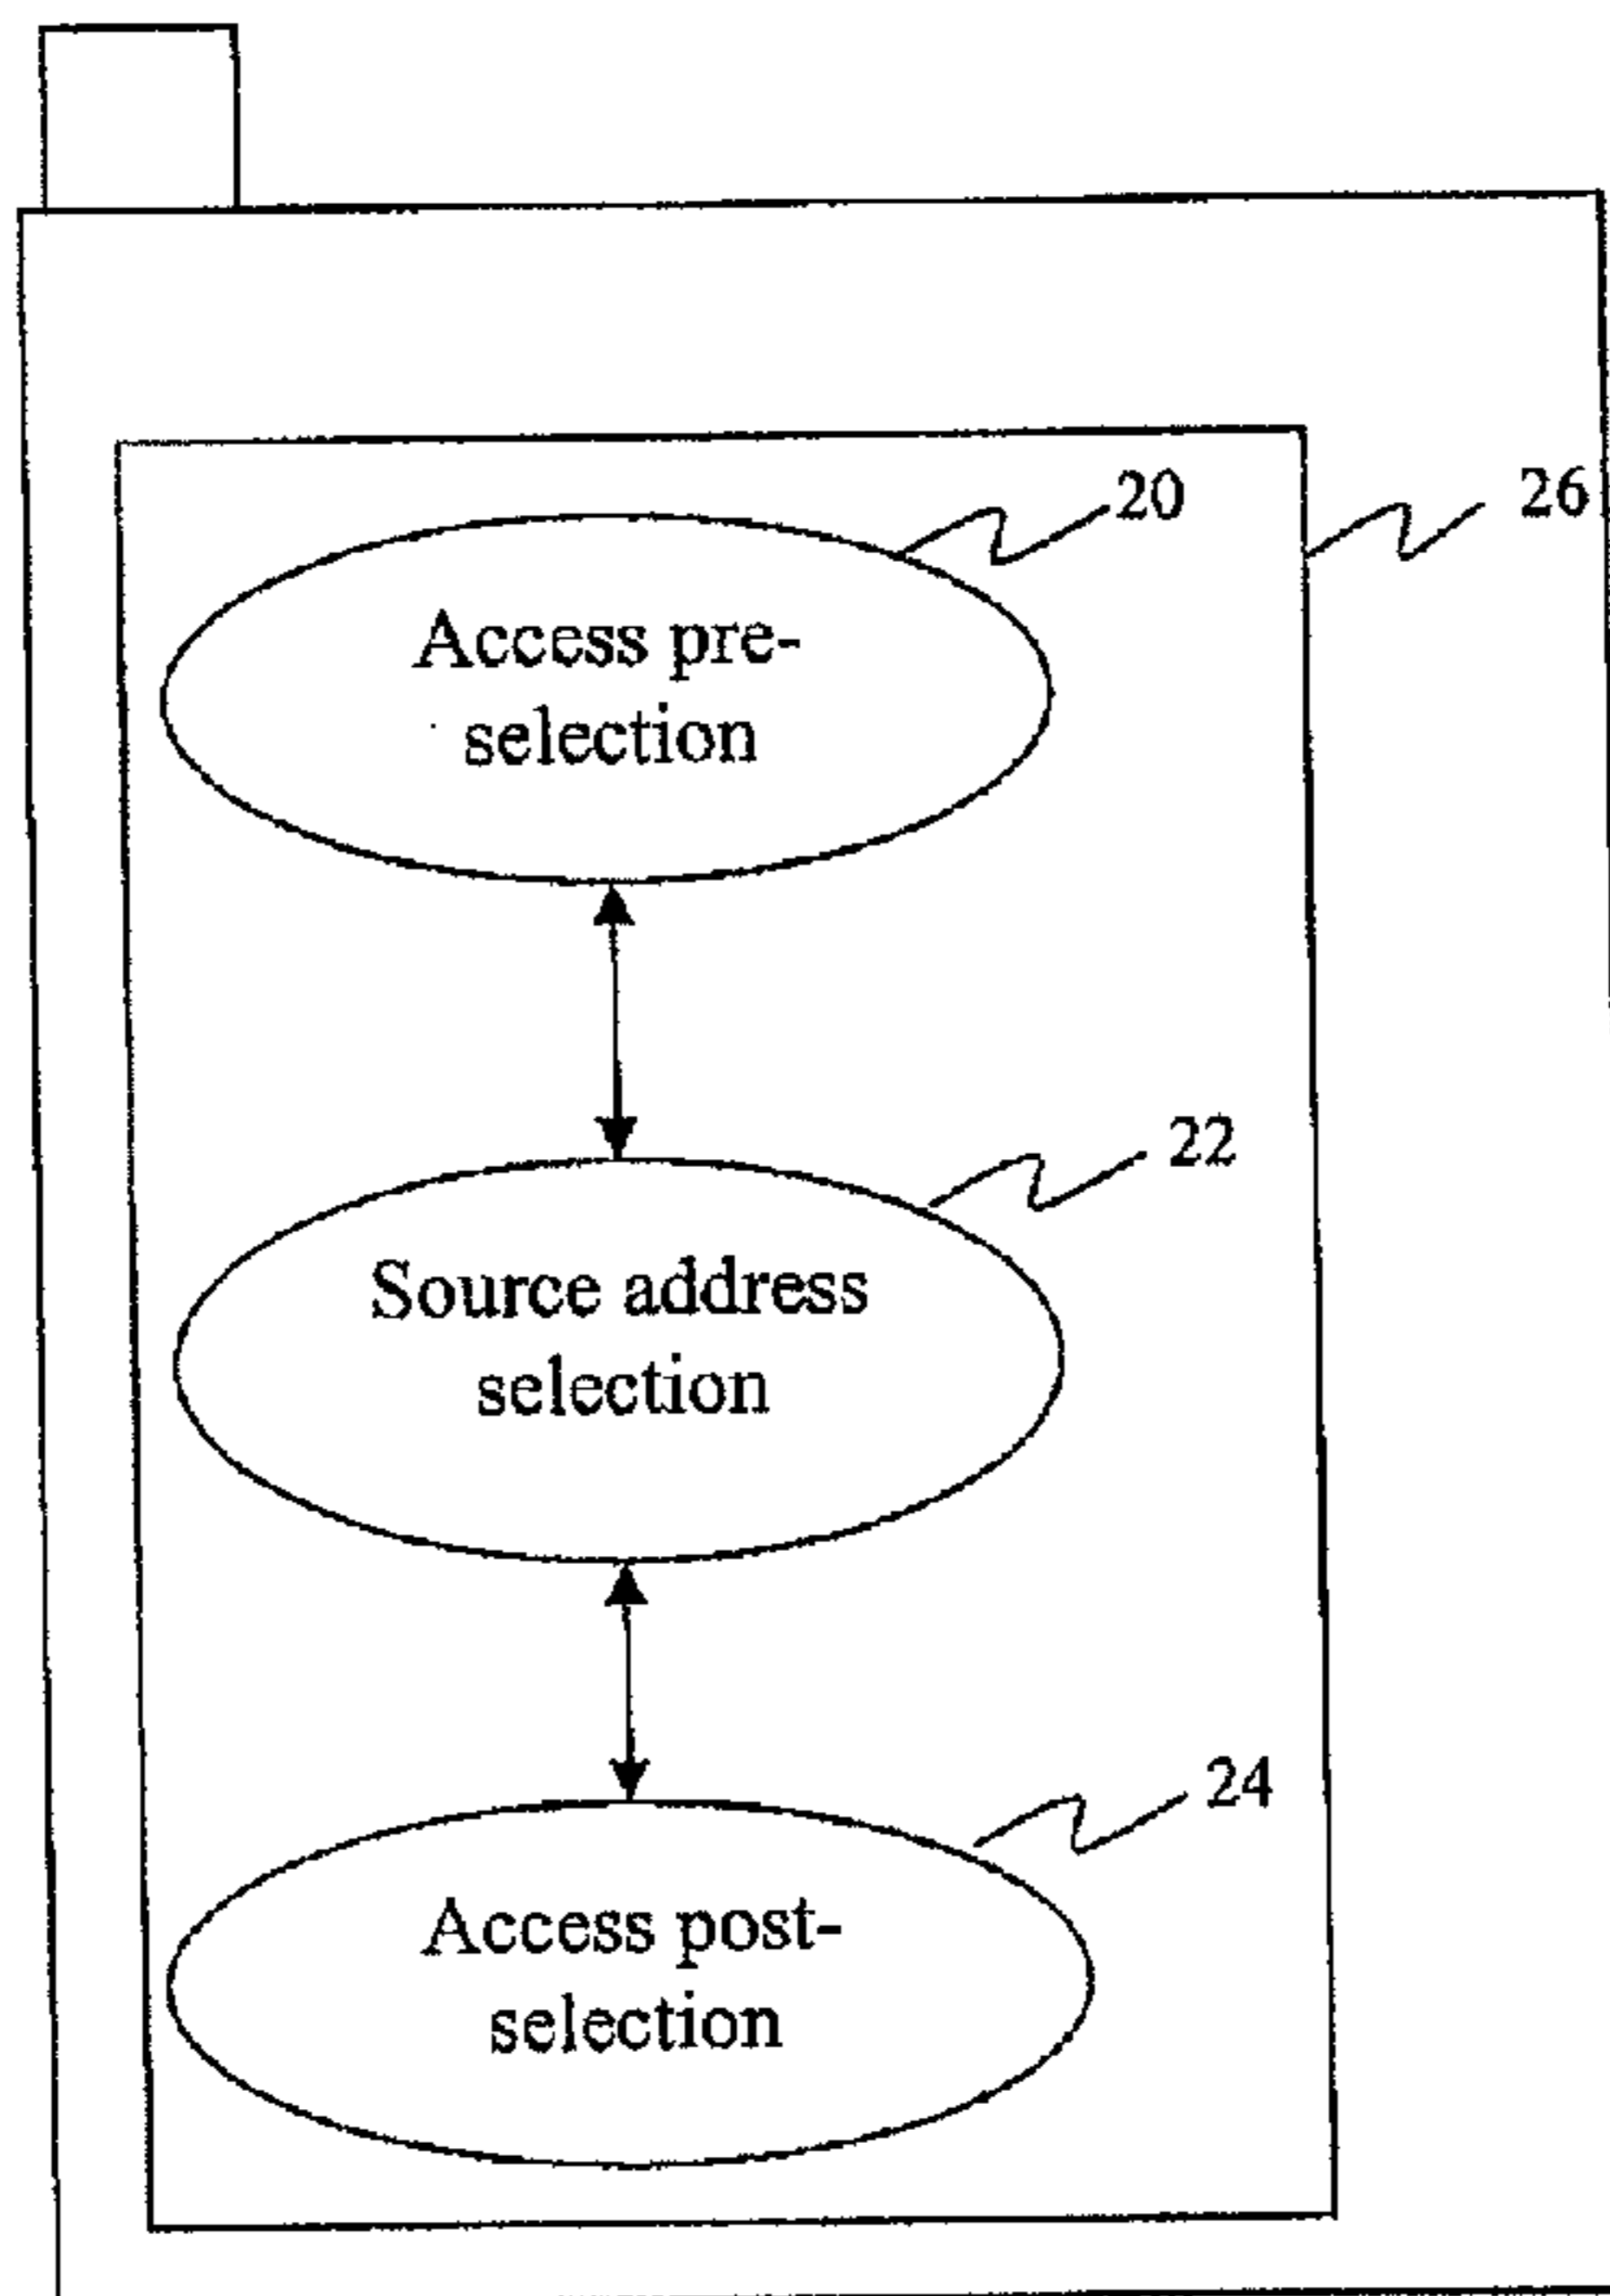 20
26
Access pre-
selection
22
Source address
selection
24
Access post-
selection